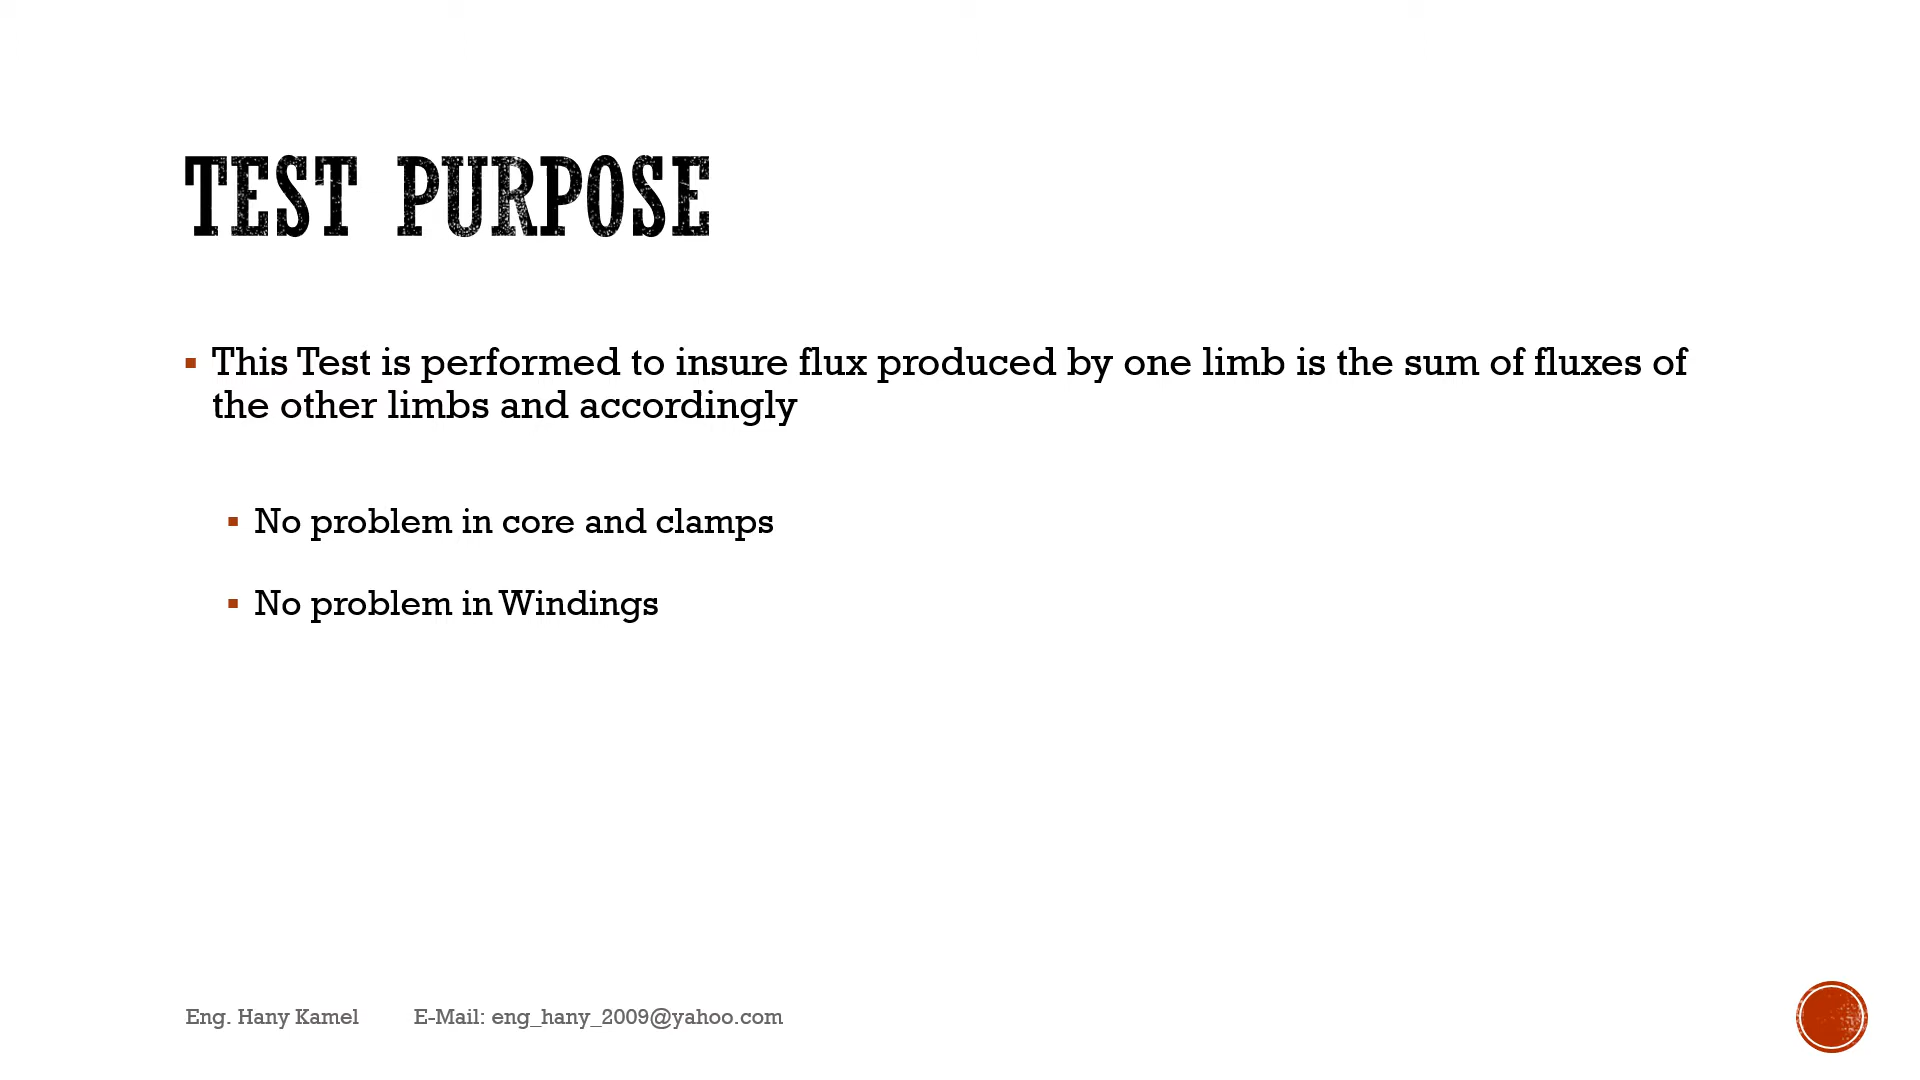 TEST PURPOSE
▪ This Test is performed to insure flux produced by one limb is the sum of fluxes of
the other limbs and accordingly
▪ No problem in core and clamps
▪ No problem in Windings
Eng. Hany Kamel E-Mail: eng_hany_2009@yahoo.com